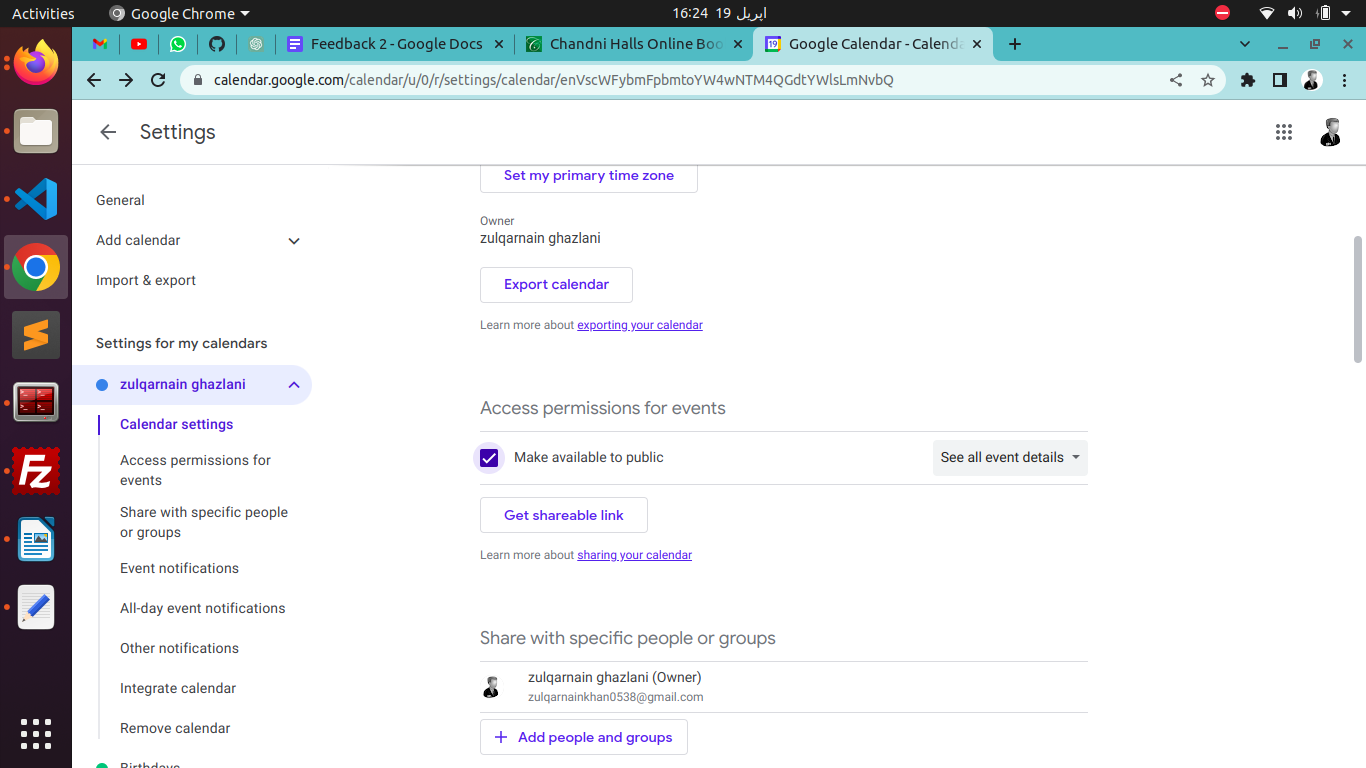 Activities
Google Chrome
16:24 19 اپریل
Feedback 2 - Google Docs
Chandni Halls Online Boo
Google Calendar - Calenda
calendar.google.com/calendar/u/0/r/settings/calendar/enVscWFybmFpbmtoYW4wNTM4QGdtYWlsLmNvbQ
Settings
General
Add calendar
Import & export
Settings for my calendars
zulqarnain ghazlani
Calendar settings
Access permissions for
events
Share with specific people
or groups
Event notifications
All-day event notifications
Other notifications
Integrate calendar
Remove calendar
Birthdays
Set my primary time zone
Owner
zulqarnain ghazlani
Export calendar
Learn more about exporting your calendar
Access permissions for events
Make available to public
See all event details
Get shareable link
Learn more about sharing your calendar
Share with specific people or groups
zulqarnain ghazlani (Owner)
zulqarnainkhan0538@gmail.com
+ Add people and groups
Fz
19